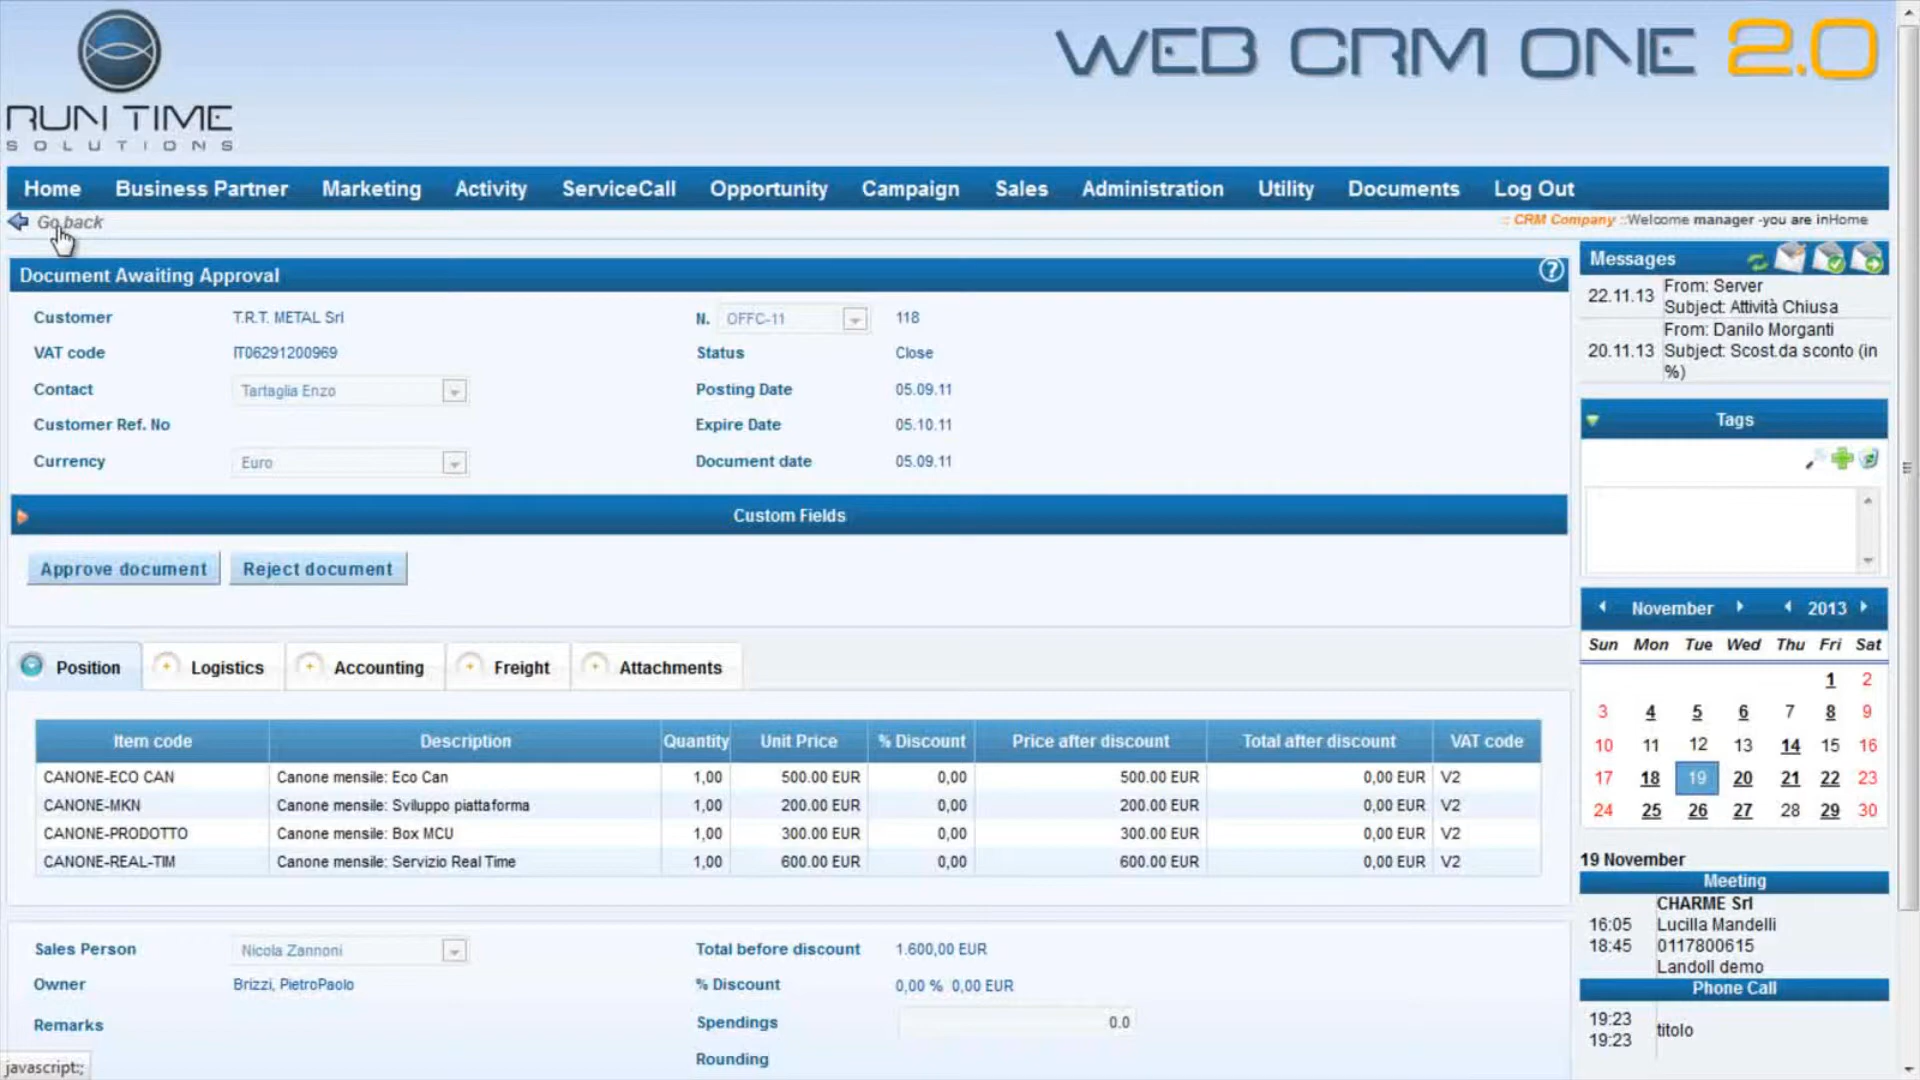 RUN TIME
SOLUTIONS
WEB CRM ONE 2.0
Home Business Partner Marketing Activity ServiceCall Opportunity Campaign Sales Administration Utility Documents Log Out
Go back
:: CRM Company ::Welcome manager -you are inHome
Document Awaiting Approval
?
Customer T.R.T. METAL Srl N. OFFC-11 118
VAT code IT06291200969 Status Close
Contact Tartaglia Enzo Posting Date 05.09.11
Customer Ref. No Expire Date 05.10.11
Currency Euro Document date 05.09.11
Custom Fields
Approve document Reject document
Position Logistics Accounting Freight Attachments
Item code Description Quantity Unit Price % Discount Price after discount Total after discount VAT code
CANONE-ECO CAN Canone mensile: Eco Can 1,00 500.00 EUR 0,00 500.00 EUR 0,00 EUR V2
CANONE-MKN Canone mensile: Sviluppo piattaforma 1,00 200.00 EUR 0,00 200.00 EUR 0,00 EUR V2
CANONE-PRODOTTO Canone mensile: Box MCU 1,00 300.00 EUR 0,00 300.00 EUR 0,00 EUR V2
CANONE-REAL-TIM Canone mensile: Servizio Real Time 1,00 600.00 EUR 0,00 600.00 EUR 0,00 EUR V2
Sales Person Nicola Zannoni Total before discount 1.600,00 EUR
Owner Brizzi, PietroPaolo % Discount 0,00 % 0,00 EUR
Remarks Spendings 0.0
Rounding
javascript:;
Messages
22.11.13 From: Server
Subject: Attività Chiusa
20.11.13 From: Danilo Morganti
Subject: Scost.da sconto (in
%)
Tags
November 2013
Sun Mon Tue Wed Thu Fri Sat
1 2
3 4 5 6 7 8 9
10 11 12 13 14 15 16
17 18 19 20 21 22 23
24 25 26 27 28 29 30
19 November
Meeting
CHARME Srl
16:05 Lucilla Mandelli
18:45 0117800615
Landoll demo
Phone Call
19:23
19:23
titolo